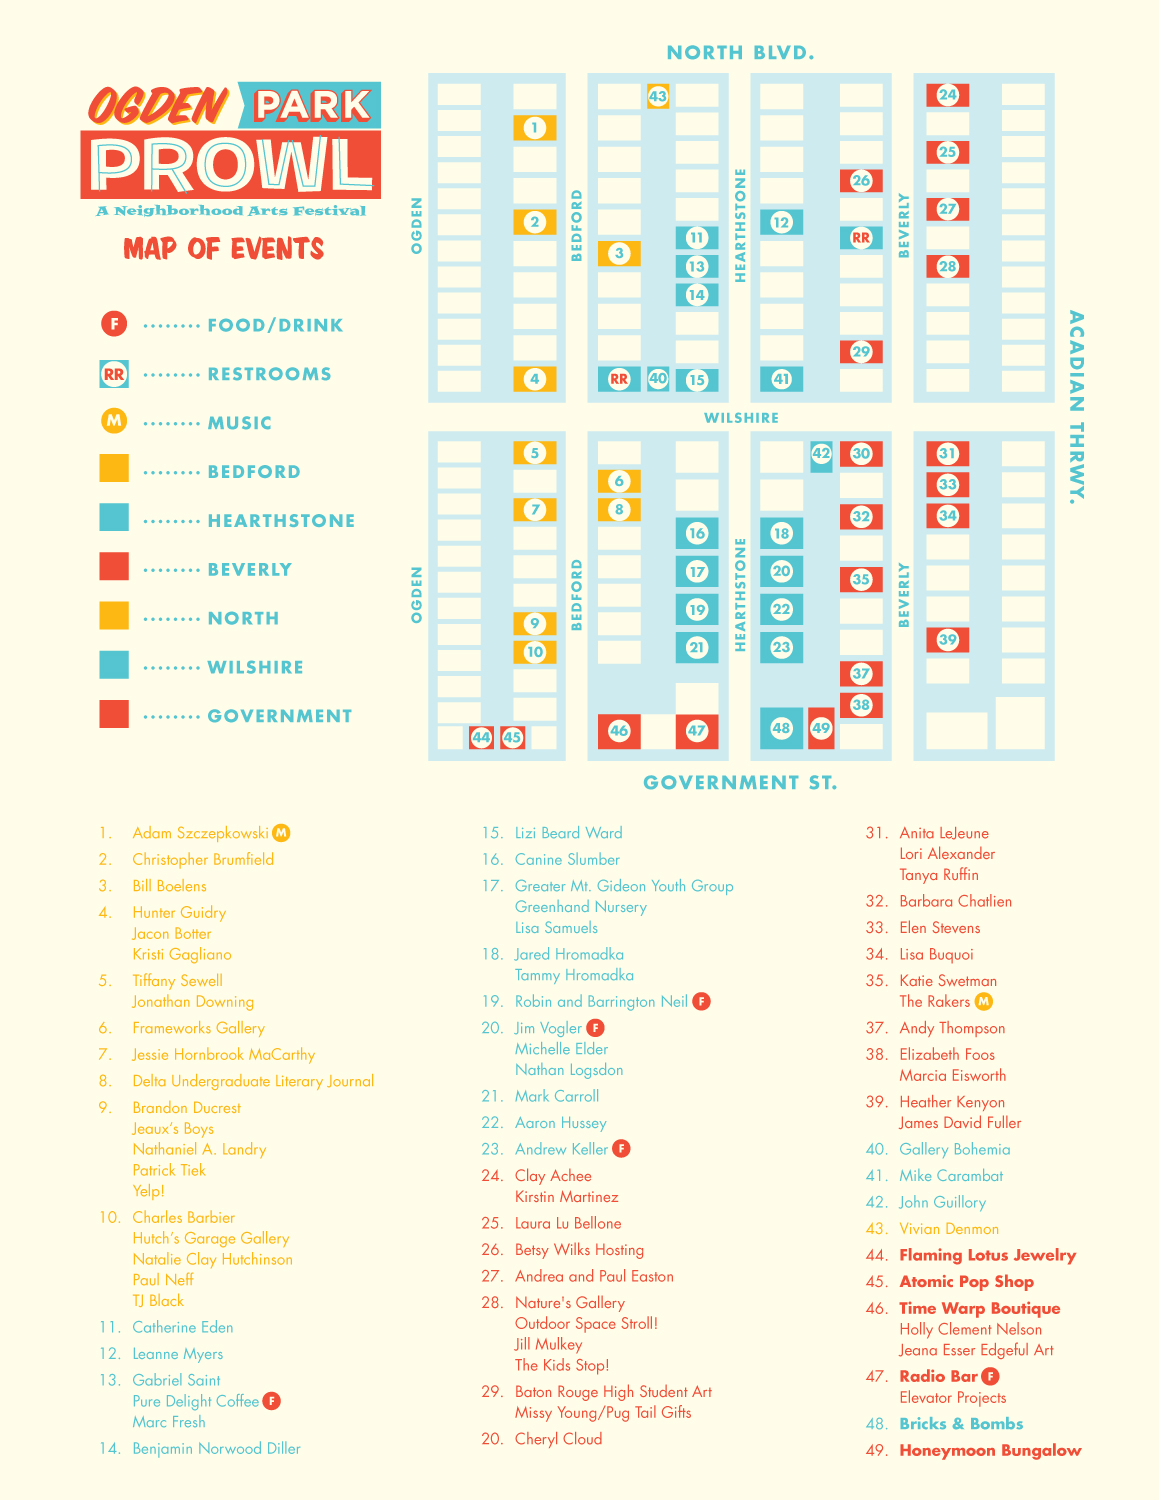 OGDEN PARK
PROWL
A Neighborhood Arts Festival
MAP OF EVENTS
F ........ FOOD/DRINK
RR ........ RESTROOMS
M ........ MUSIC
........ BEDFORD
........ HEARTHSTONE
........ BEVERLY
........ NORTH
........ WILSHIRE
........ GOVERNMENT
NORTH BLVD.
OGDEN
BEDFORD
HEARTHSTONE
BEVERLY
ACADIAN THRWY.
1
2
4
43
3
11
13
14
RR
40
15
12
41
26
RR
29
24
25
27
28
WILSHIRE
OGDEN
BEDFORD
HEARTHSTONE
BEVERLY
5
7
9
10
44
45
6
8
16
17
19
21
46
47
18
20
22
23
48
42
49
30
32
35
37
38
31
33
34
39
GOVERNMENT ST.
1. Adam Szczepkowski M
2. Christopher Brumfield
3. Bill Boelens
4. Hunter Guidry
Jacon Botter
Kristi Gagliano
5. Tiffany Sewell
Jonathan Downing
6. Frameworks Gallery
7. Jessie Hornbrook MaCarthy
8. Delta Undergraduate Literary Journal
9. Brandon Ducrest
Jeaux's Boys
Nathaniel A. Landry
Patrick Tiek
Yelp!
10. Charles Barbier
Hutch's Garage Gallery
Natalie Clay Hutchinson
Paul Neff
TJ Black
11. Catherine Eden
12. Leanne Myers
13. Gabriel Saint
Pure Delight Coffee F
Marc Fresh
14. Benjamin Norwood Diller
15. Lizi Beard Ward
16. Canine Slumber
17. Greater Mt. Gideon Youth Group
Greenhand Nursery
Lisa Samuels
18. Jared Hromadka
Tammy Hromadka
19. Robin and Barrington Neil F
20. Jim Vogler F
Michelle Elder
Nathan Logsdon
21. Mark Carroll
22. Aaron Hussey
23. Andrew Keller F
24. Clay Achee
Kirstin Martinez
25. Laura Lu Bellone
26. Betsy Wilks Hosting
27. Andrea and Paul Easton
28. Nature's Gallery
Outdoor Space Stroll!
Jill Mulkey
The Kids Stop!
29. Baton Rouge High Student Art
Missy Young/Pug Tail Gifts
20. Cheryl Cloud
31. Anita LeJeune
Lori Alexander
Tanya Ruffin
32. Barbara Chatlien
33. Elen Stevens
34. Lisa Buquoi
35. Katie Swetman
The Rakers M
37. Andy Thompson
38. Elizabeth Foos
Marcia Eisworth
39. Heather Kenyon
James David Fuller
40. Gallery Bohemia
41. Mike Carambat
42. John Guillory
43. Vivian Denmon
44. Flaming Lotus Jewelry
45. Atomic Pop Shop
46. Time Warp Boutique
Holly Clement Nelson
Jeana Esser Edgeful Art
47. Radio Bar F
Elevator Projects
48. Bricks & Bombs
49. Honeymoon Bungalow